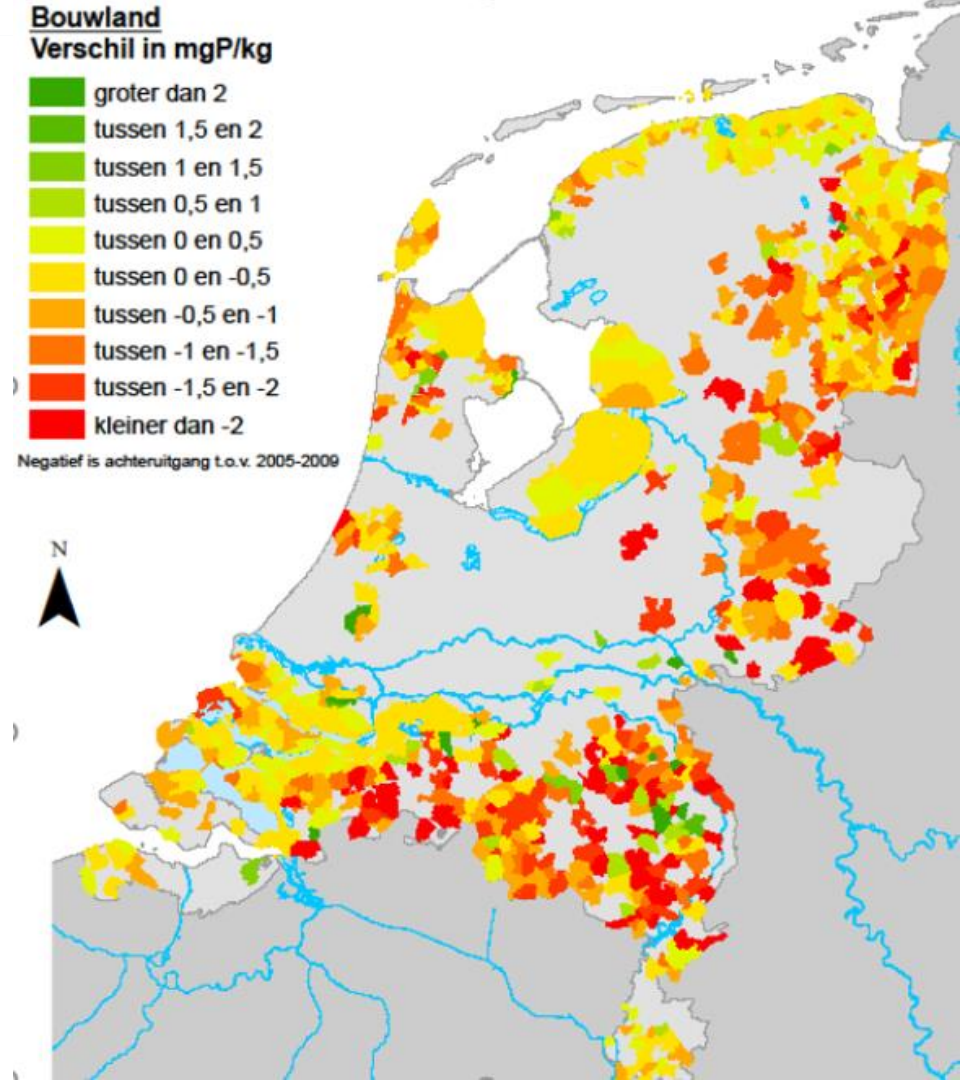 Bouwland
Verschil in mgP/kg
groter dan 2
tussen 1,5 en 2
tussen 1 en 1,5
tussen 0,5 en 1
tussen 0 en 0,5
tussen 0 en -0,5
tussen -0,5 en -1
tussen -1 en -1,5
tussen -1,5 en -2
kleiner dan -2
Negatief is achteruitgang t.o.v. 2005-2009
N